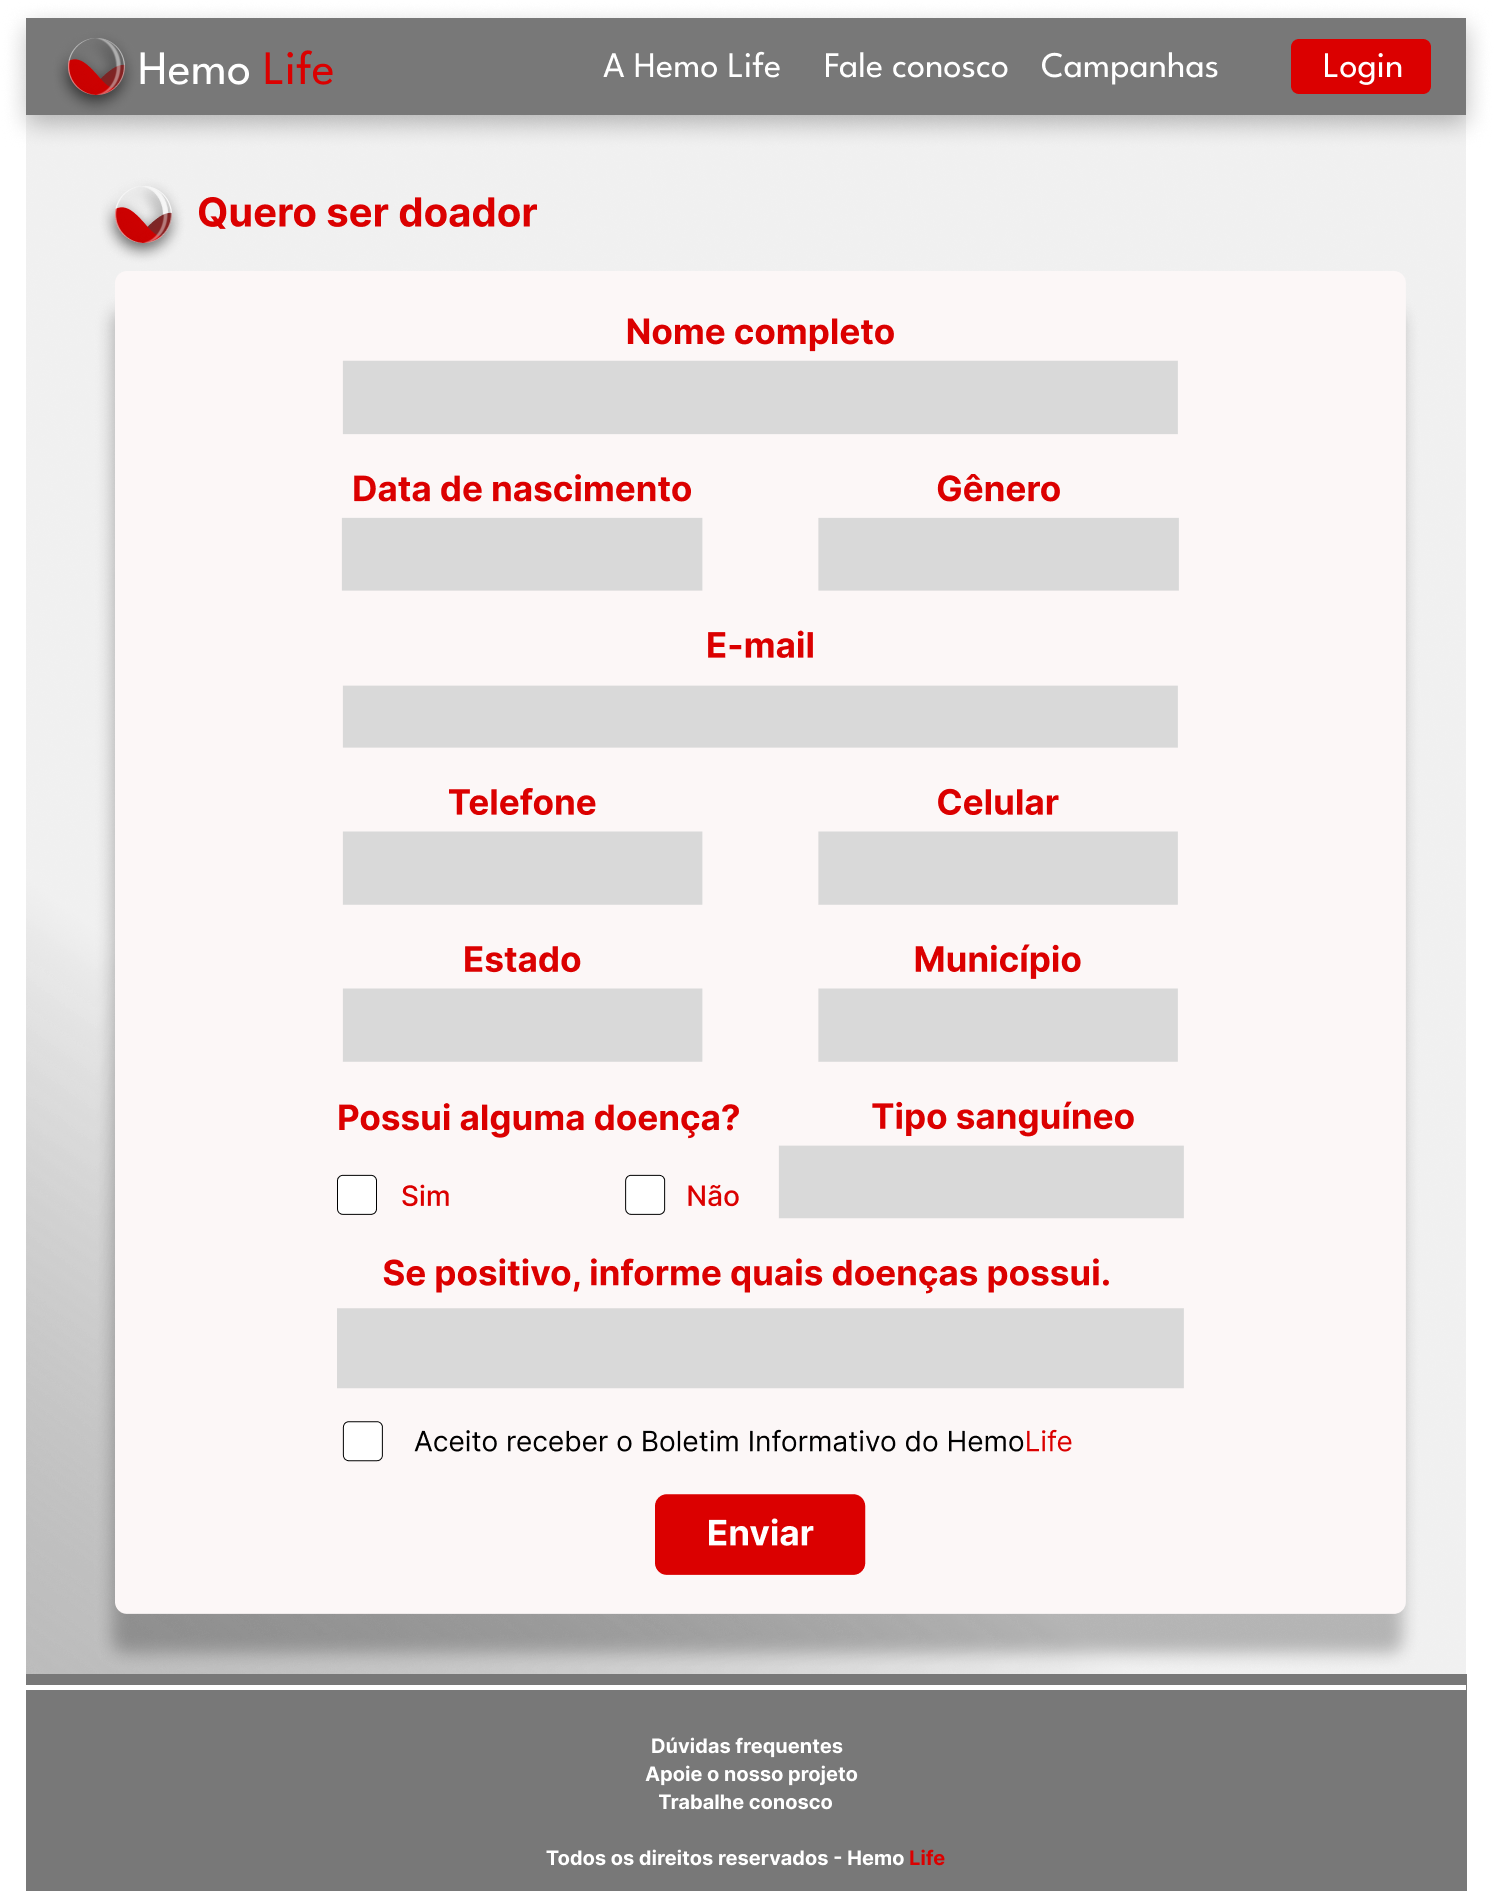 Hemo Life
A Hemo Life
Fale conosco
Campanhas
Login
Quero ser doador
Nome completo
Data de nascimento
Gênero
E-mail
Telefone
Celular
Estado
Município
Possui alguma doença?
Tipo sanguíneo
Sim
Não
Se positivo, informe quais doenças possui.
Aceito receber o Boletim Informativo do HemoLife
Enviar
Dúvidas frequentes
Apoie o nosso projeto
Trabalhe conosco
Todos os direitos reservados - Hemo Life